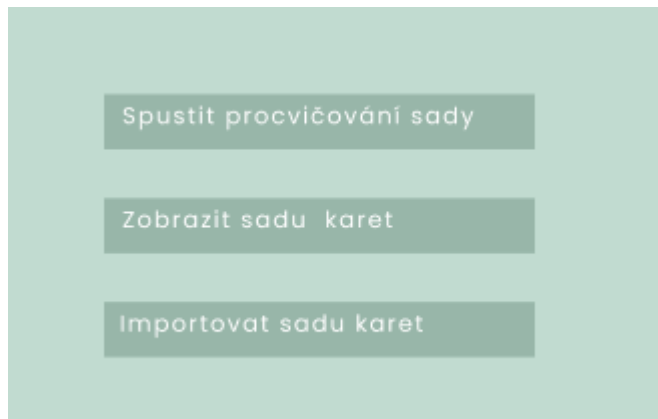 Spustit procvičování sady
Zobrazit sadu  karet
Importovat sadu karet